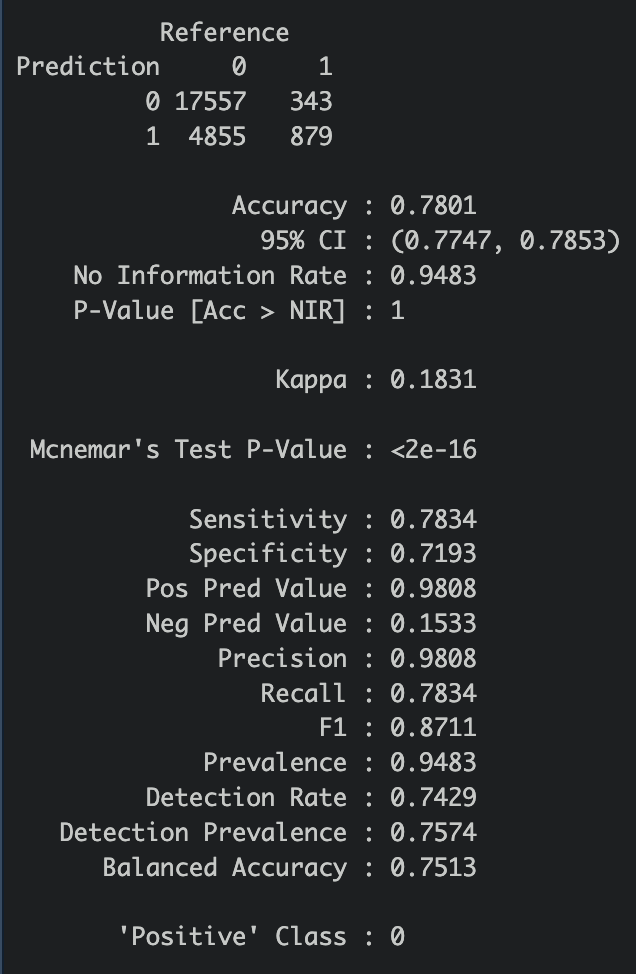 Reference
Prediction 0 1
0 17557 343
1 4855 879
Accuracy : 0.7801
95% CI : (0.7747, 0.7853)
No Information Rate : 0.9483
P-Value [Acc > NIR] : 1
Kappa : 0.1831
Mcnemar's Test P-Value : <2e-16
Sensitivity : 0.7834
Specificity : 0.7193
Pos Pred Value : 0.9808
Neg Pred Value : 0.1533
Precision : 0.9808
Recall : 0.7834
F1 : 0.8711
Prevalence : 0.9483
Detection Rate : 0.7429
Detection Prevalence : 0.7574
Balanced Accuracy : 0.7513
'Positive' Class : 0